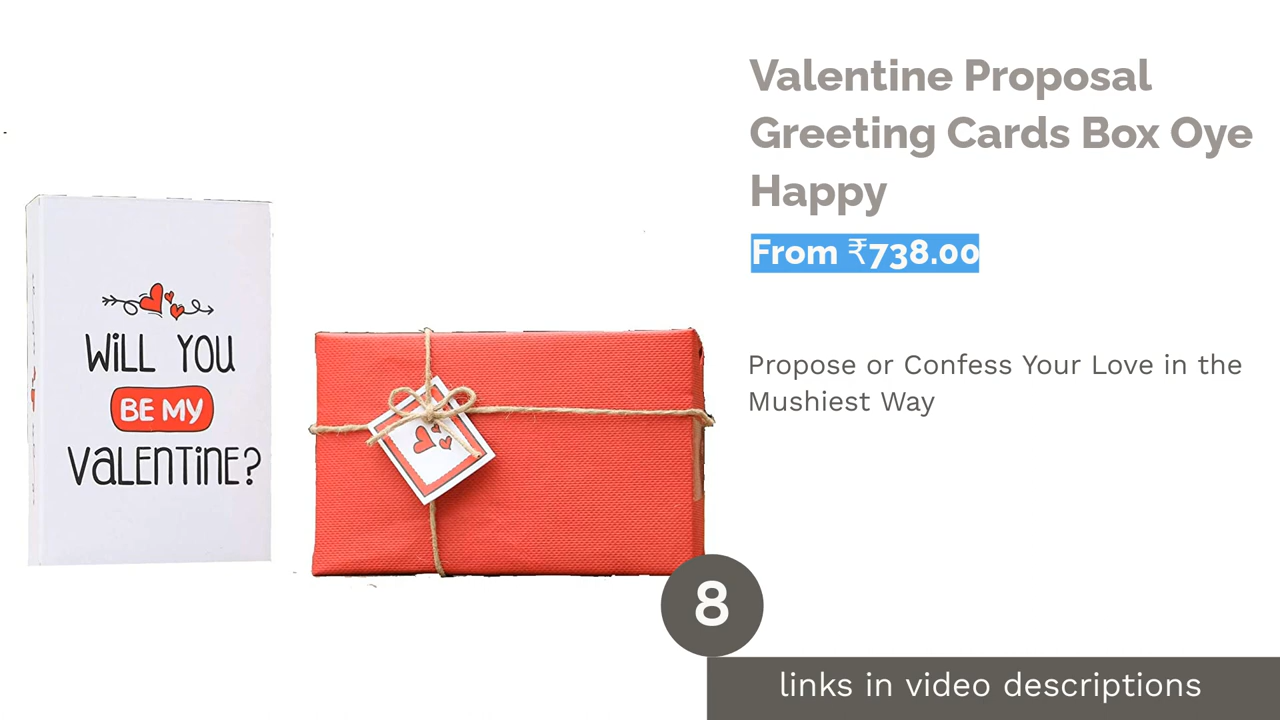 Valentine Proposal
Greeting Cards Box Oye
Happy
From ₹738.00
Propose or Confess Your Love in the
Mushiest Way
WiLL YOU
BE MY
VaLENTiNE?
8
links in video descriptions